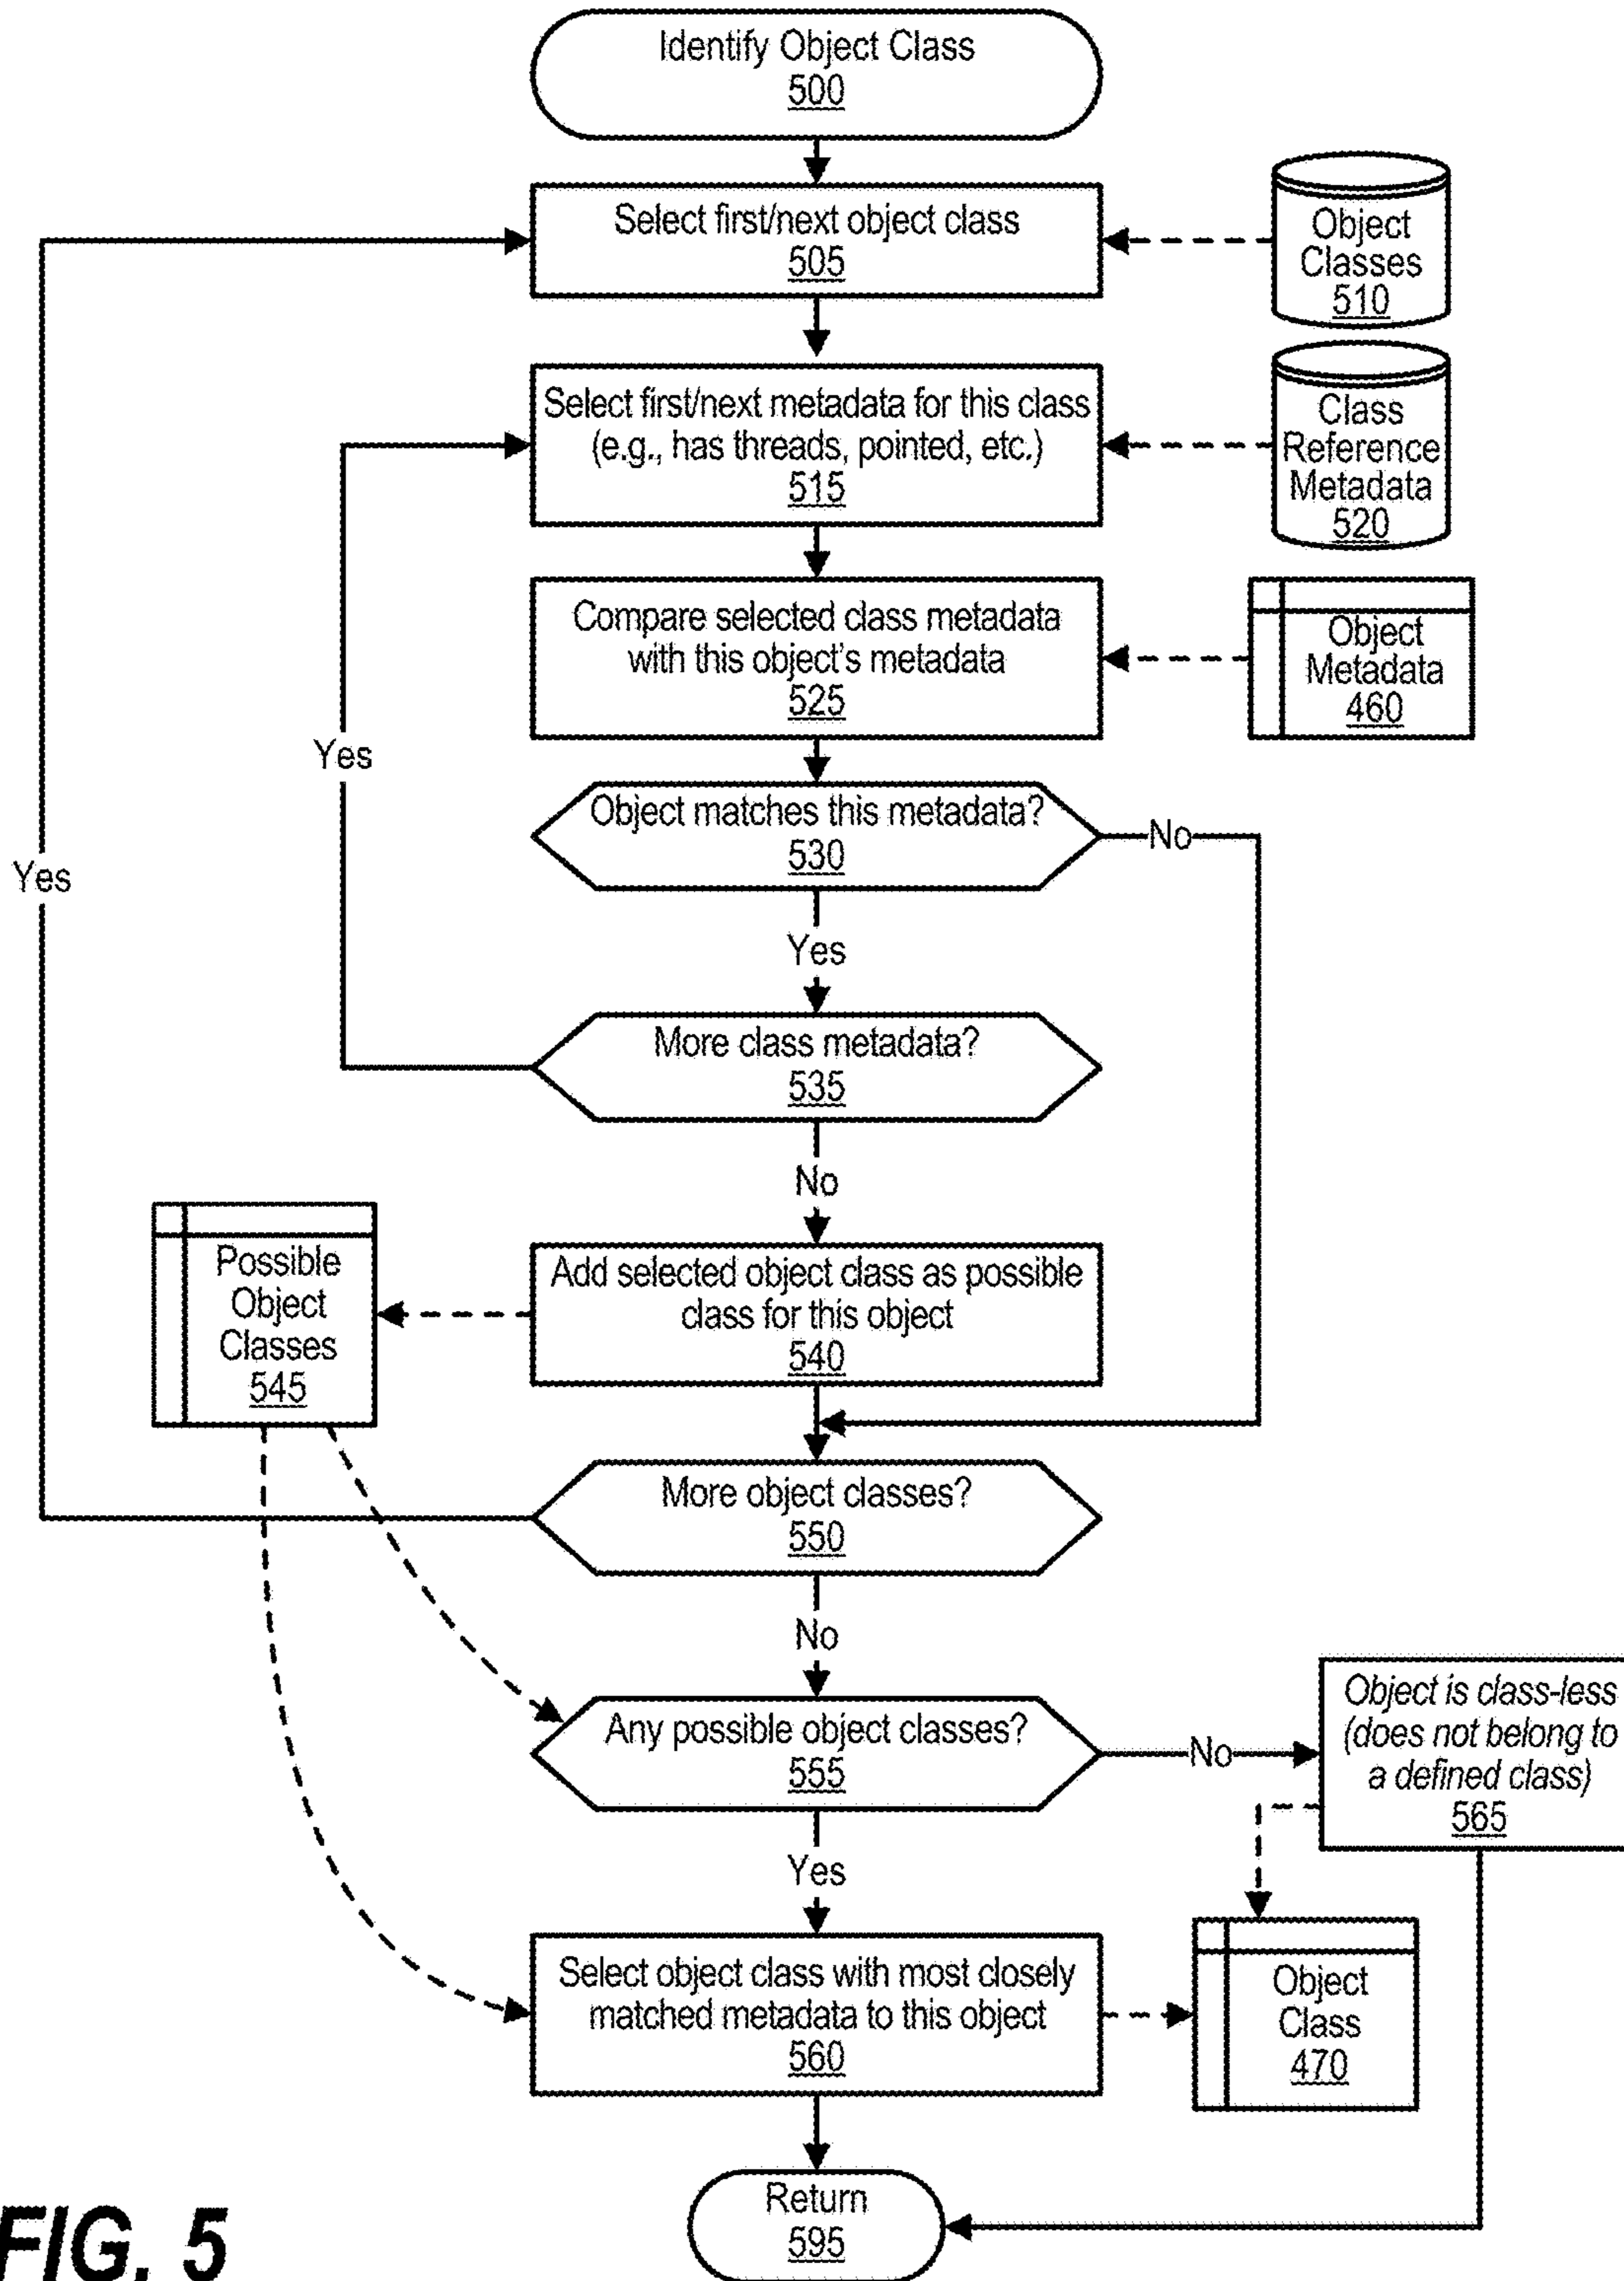 Identify Object Class
500
Select first/next object class
505
Object
Classes
510
Select first/next metadata for this class
(e.g., has threads, pointed, etc.)
515
Class
Reference
Metadata
520
Compare selected class metadata
with this object's metadata
525
Object
Metadata
460
Yes
Object matches this metadata?
530
No
Yes
Yes
More class metadata?
535
No
Possible
Object
Classes
545
Add selected object class as possible
class for this object
540
More object classes?
550
No
Any possible object classes?
555
No
Object is class-less
(does not belong to
a defined class)
565
Yes
Select object class with most closely
matched metadata to this object
560
Object
Class
470
Return
595
FIG. 5